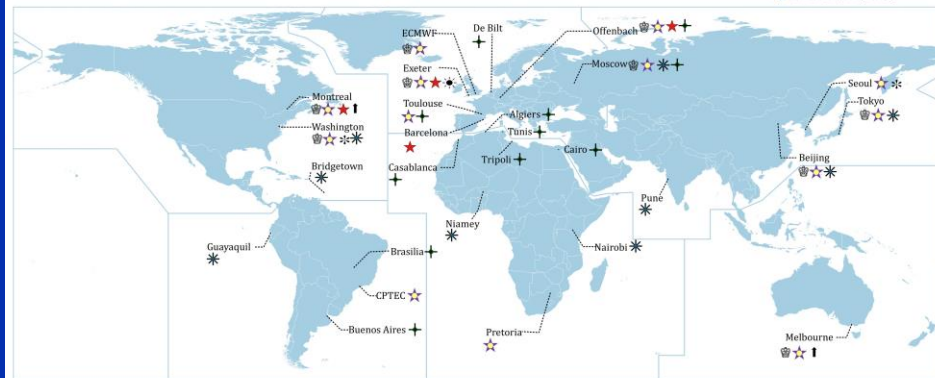 De Bilt
ECMWF
Offenbach
Exeter
Moscow
Montreal
Seoul
Toulouse
Tokyo
Washington
Algiers
Barcelona
Tunis
Bridgetown
Casablanca
Cairo
Beijing
Tripoli
Pune
Niamey
Guayaquil
Brasilia
Nairobi
CPTEC
Buenos Aires
Pretoria
Melbourne